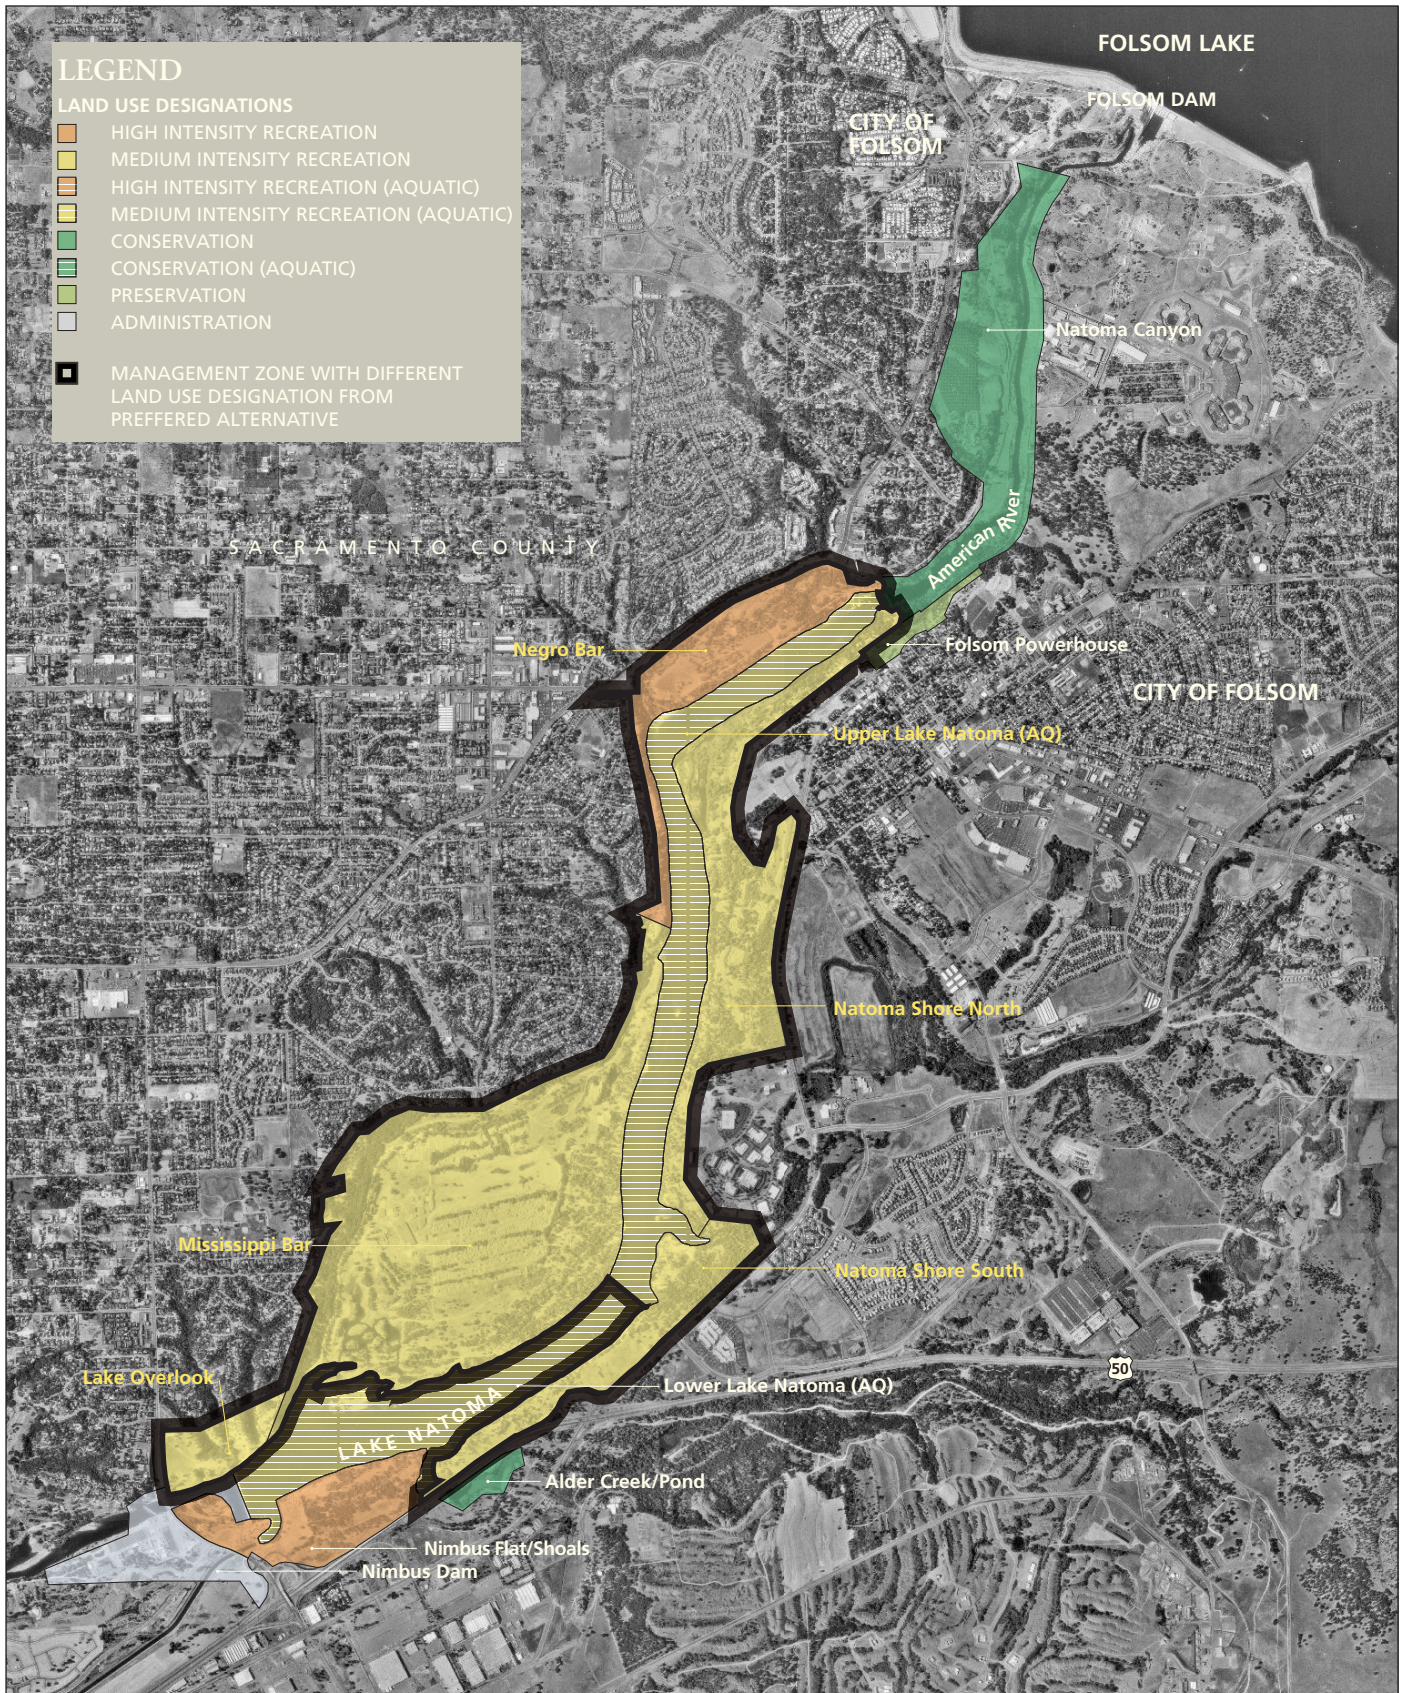 FOLSOM LAKE
LEGEND
LAND USE DESIGNATIONS
HIGH INTENSITY RECREATION
MEDIUM INTENSITY RECREATION
HIGH INTENSITY RECREATION (AQUATIC)
MEDIUM INTENSITY RECREATION (AQUATIC)
CONSERVATION
CONSERVATION (AQUATIC)
PRESERVATION
ADMINISTRATION
MANAGEMENT ZONE WITH DIFFERENT
LAND USE DESIGNATION FROM
PREFFERED ALTERNATIVE
FOLSOM DAM
CITY OF
FOLSOM
Natoma Canyon
American River
SACRAMENTO COUNTY
Negro Bar
Folsom Powerhouse
CITY OF FOLSOM
Upper Lake Natoma (AQ)
Natoma Shore North
Mississippi Bar
Natoma Shore South
50
Lake Overlook
Lower Lake Natoma (AQ)
LAKE NATOMA
Alder Creek/Pond
Nimbus Flat/Shoals
Nimbus Dam